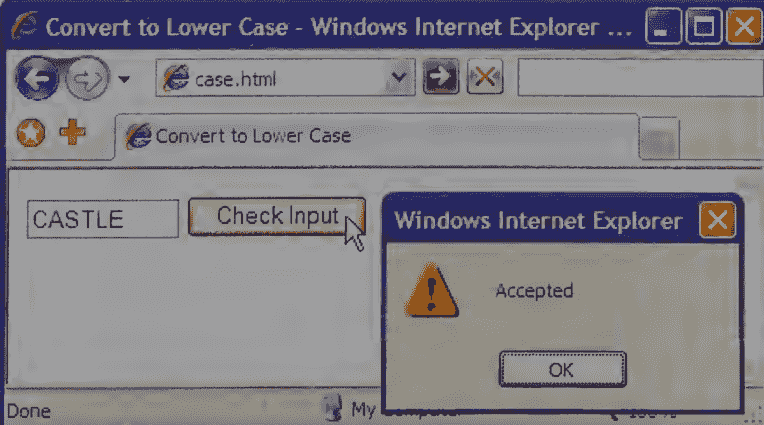 Convert to Lower Case - Windows Internet Explorer ...
case.html
Convert to Lower Case
CASTLE
Check Input
Windows Internet Explorer
Accepted
OK
Done
My